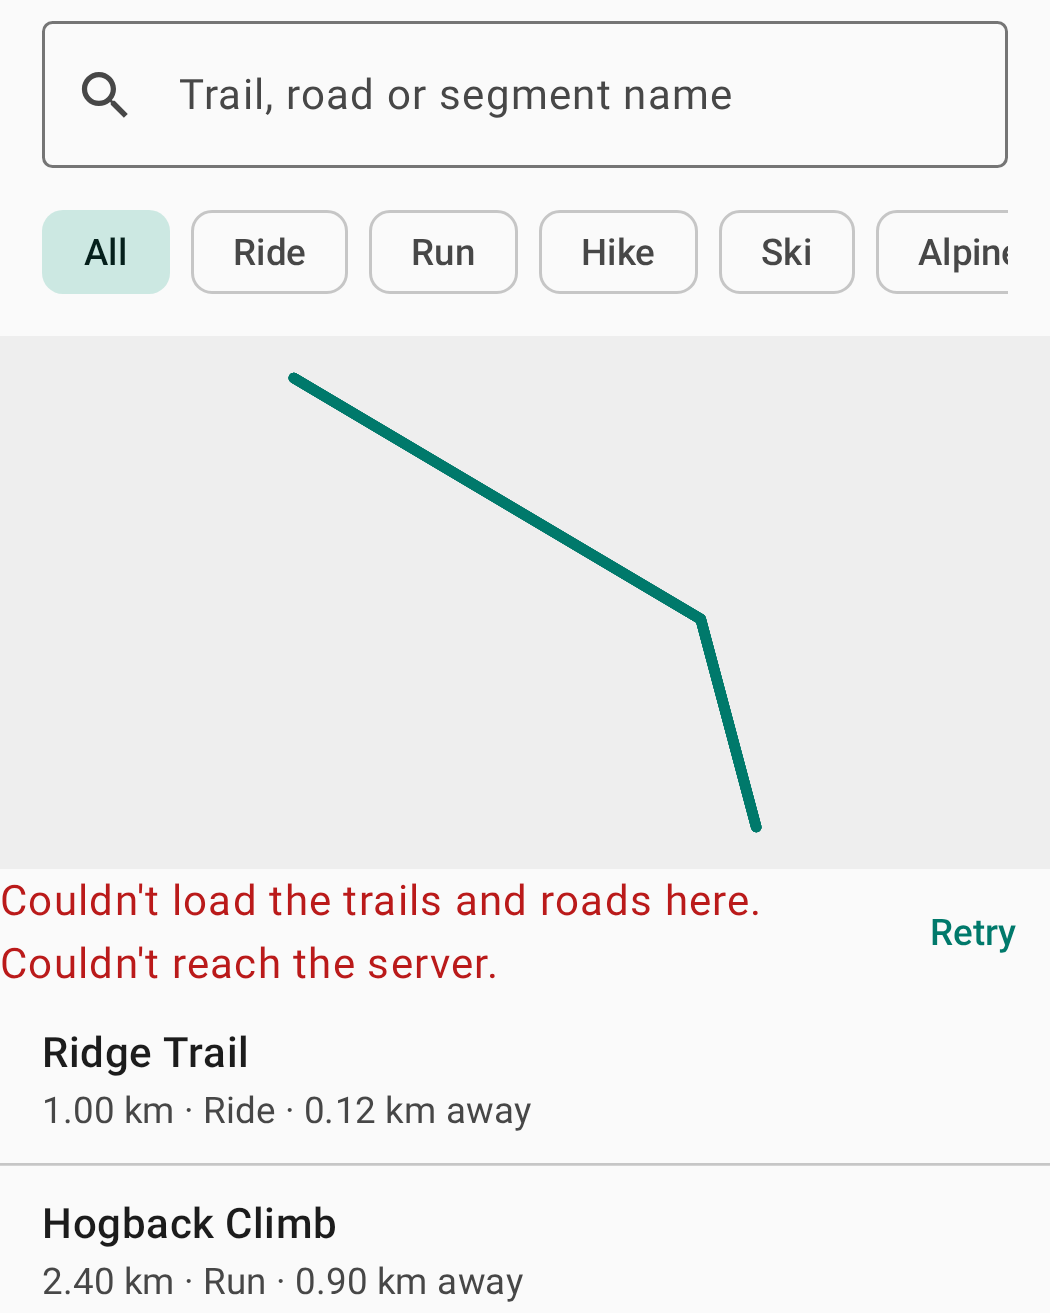 Trail, road or segment name
All Ride Run Hike Ski Alpine
Couldn't load the trails and roads here.
Couldn't reach the server.
Retry
Ridge Trail
1.00 km · Ride · 0.12 km away
Hogback Climb
2.40 km · Run · 0.90 km away